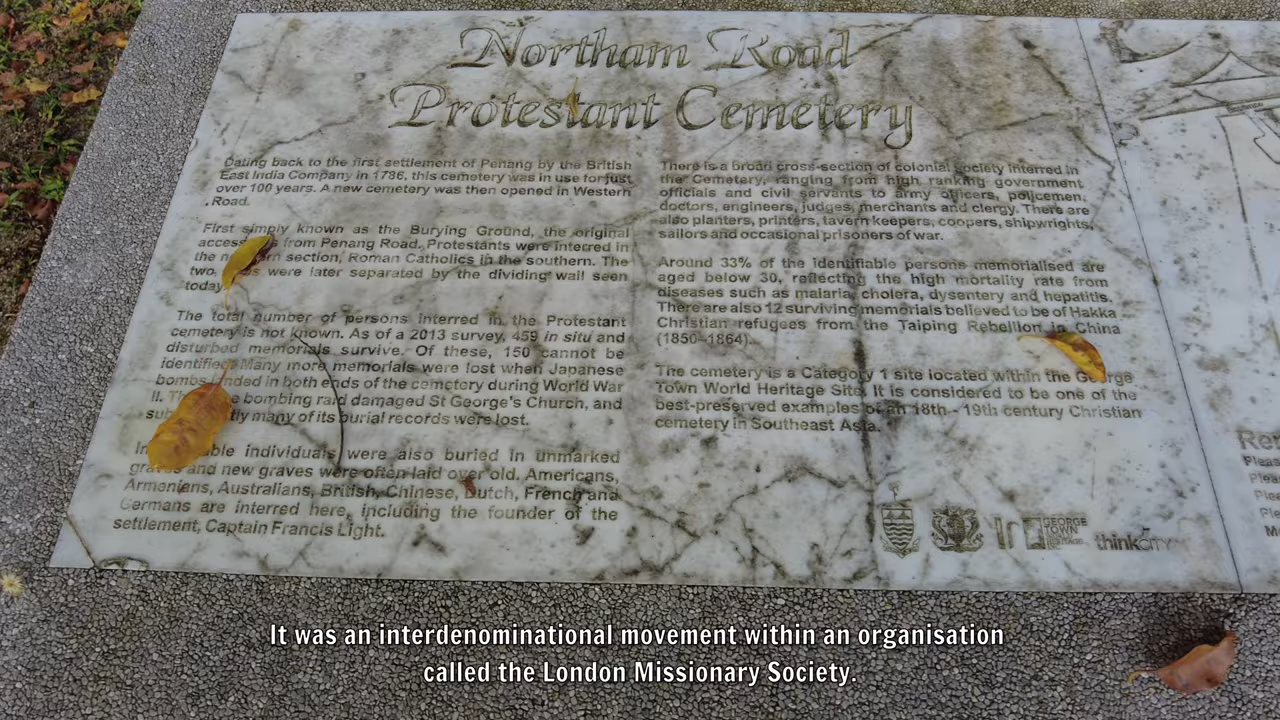 Northam Road
Protestant Cemetery
Dating back to the first settlement of Penang by the British
East India Company in 1786, this cemetery was in use for just
over 100 years. A new cemetery was then opened in Western
Road.
First simply known as the Burying Ground, the original
access from Penang Road. Protestants were interred in
the section, Roman Catholics in the southern. The
two were later separated by the dividing wall seen
today.
The total number of persons interred in the Protestant
cemetery is not known. As of a 2013 survey, 459 in situ and
disturbed memorials survive. Of these, 150 cannot be
identified. Many more memorials were lost when Japanese
bombs landed in both ends of the cemetery during World War
II. The bombing raid damaged St George's Church, and
many of its burial records were lost.
individuals were also buried in unmarked
graves and new graves were often laid over old. Americans,
Armenians, Australians, British, Chinese, Dutch, French and
Germans are interred here, including the founder of the
settlement, Captain Francis Light.
There is a broad cross-section of colonial society interred in
the Cemetery, ranging from high ranking government
officials and civil servants to army officers, policemen,
doctors, engineers, judges, merchants and clergy. There are
also planters, printers, tavern keepers, coopers, shipwrights,
sailors and occasional prisoners of war.
Around 33% of the identifiable persons memorialised are
aged below 30, reflecting the high mortality rate from
diseases such as malaria, cholera, dysentery and hepatitis.
There are also 12 surviving memorials believed to be of Hakka
Christian refugees from the Taiping Rebellion in China
(1850-1864).
The cemetery is a Category 1 site located within the George
Town World Heritage Site. It is considered to be one of the
best-preserved examples of an 18th - 19th century Christian
cemetery in Southeast Asia.
GEORGE
TOWN
thinkCITY
It was an interdenominational movement within an organisation
called the London Missionary Society.